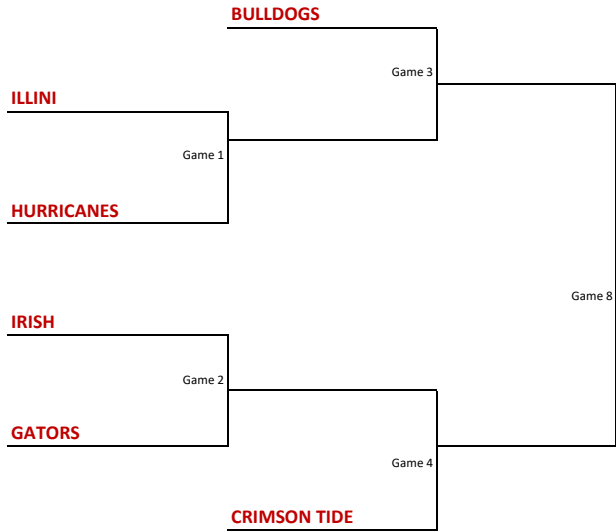 BULLDOGS
Game 3
ILLINI
Game 1
HURRICANES
Game 8
IRISH
Game 2
GATORS
Game 4
CRIMSON TIDE